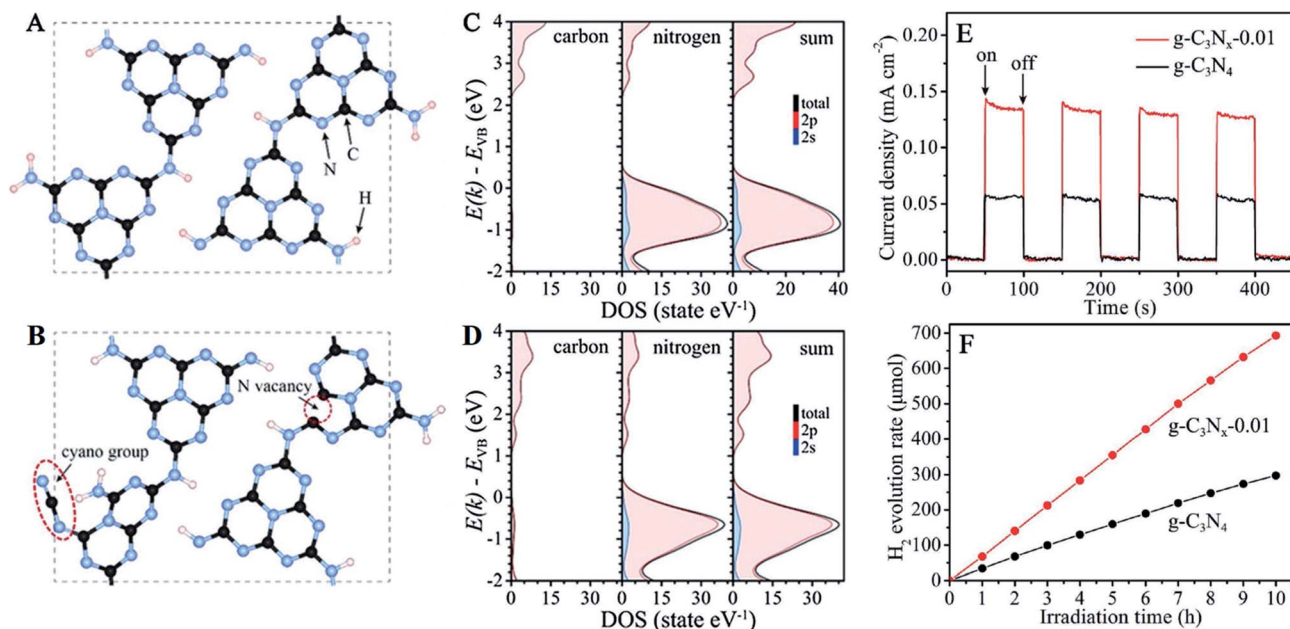 A
N
C
H
B
N vacancy
cyano group
C
carbon
nitrogen
sum
total
2p
2s
E(k) - E_VB (eV)
4
3
2
1
0
-1
-2
0 15 30 0 15 30 0 20 40
DOS (state eV⁻¹)
D
carbon
nitrogen
sum
total
2p
2s
E(k) - E_VB (eV)
4
3
2
1
0
-1
-2
0 15 30 45 0 15 30 0 20 40
DOS (state eV⁻¹)
E
g-C₃Nₓ-0.01
g-C₃N₄
on
off
Current density (mA cm⁻²)
0.20
0.15
0.10
0.05
0.00
0 100 200 300 400
Time (s)
F
g-C₃Nₓ-0.01
g-C₃N₄
H₂ evolution rate (μmol)
700
600
500
400
300
200
100
0
0 1 2 3 4 5 6 7 8 9 10
Irradiation time (h)